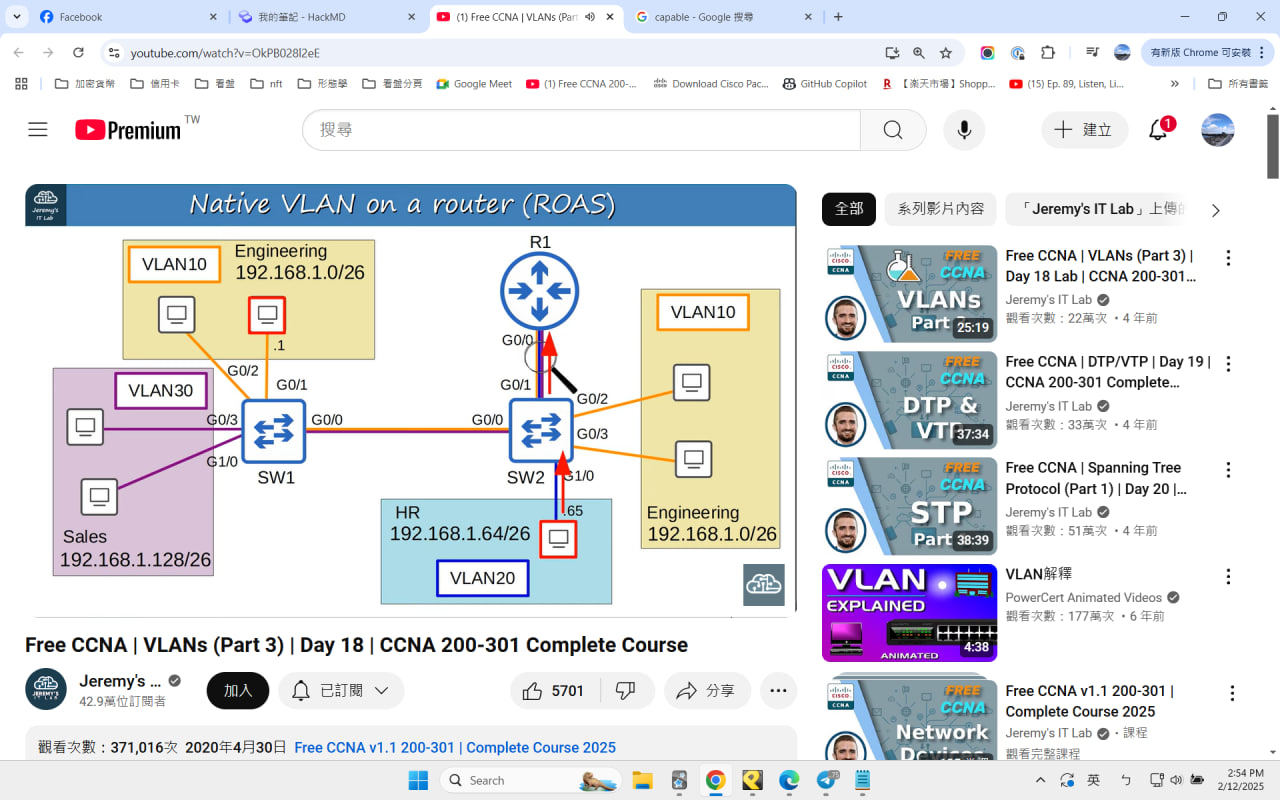 Facebook
我的筆記 - HackMD
(1) Free CCNA | VLANs (Part
capable - Google 搜尋
youtube.com/watch?v=OkPB028l2eE
有新版 Chrome 可安裝
加密貨幣
信用卡
看盤
nft
形態學
看盤分頁
Google Meet
(1) Free CCNA 200-...
Download Cisco Pac...
GitHub Copilot
【楽天市場】Shopp...
(15) Ep. 89, Listen, Li...
所有書籤
Premium TW
搜尋
建立
1
Jeremy's
IT Lab
Native VLAN on a router (ROAS)
VLAN10
Engineering
192.168.1.0/26
.1
G0/2
G0/1
VLAN30
G0/3
G1/0
G0/0
SW1
Sales
192.168.1.128/26
R1
G0/0
G0/1
G0/0
G0/2
G0/3
SW2
G1/0
VLAN10
Engineering
192.168.1.0/26
HR
192.168.1.64/26
.65
VLAN20
Free CCNA | VLANs (Part 3) | Day 18 | CCNA 200-301 Complete Course
JEREMY'S
IT LAB
Jeremy's ...
42.9萬位訂閱者
加入
已訂閱
5701
分享
觀看次數：371,016次 2020年4月30日 Free CCNA v1.1 200-301 | Complete Course 2025
全部
系列影片內容
「Jeremy's IT Lab」上傳的
CISCO
CCNA
FREE
CCNA
VLANs
Part
25:19
Free CCNA | VLANs (Part 3) |
Day 18 Lab | CCNA 200-301...
Jeremy's IT Lab
觀看次數：22萬次 · 4 年前
CISCO
CCNA
FREE
CCNA
DTP &
VTP
37:34
Free CCNA | DTP/VTP | Day 19 |
CCNA 200-301 Complete...
Jeremy's IT Lab
觀看次數：33萬次 · 4 年前
CISCO
CCNA
FREE
CCNA
STP
Part
38:39
Free CCNA | Spanning Tree
Protocol (Part 1) | Day 20 |...
Jeremy's IT Lab
觀看次數：51萬次 · 4 年前
VLAN
EXPLAINED
ANIMATED
4:38
VLAN解釋
PowerCert Animated Videos
觀看次數：177萬次 · 6 年前
CISCO
CCNA
FREE
CCNA
Network
Devices
Free CCNA v1.1 200-301 |
Complete Course 2025
Jeremy's IT Lab · 課程
觀看完整課程
Search
英
2:54 PM
2/12/2025